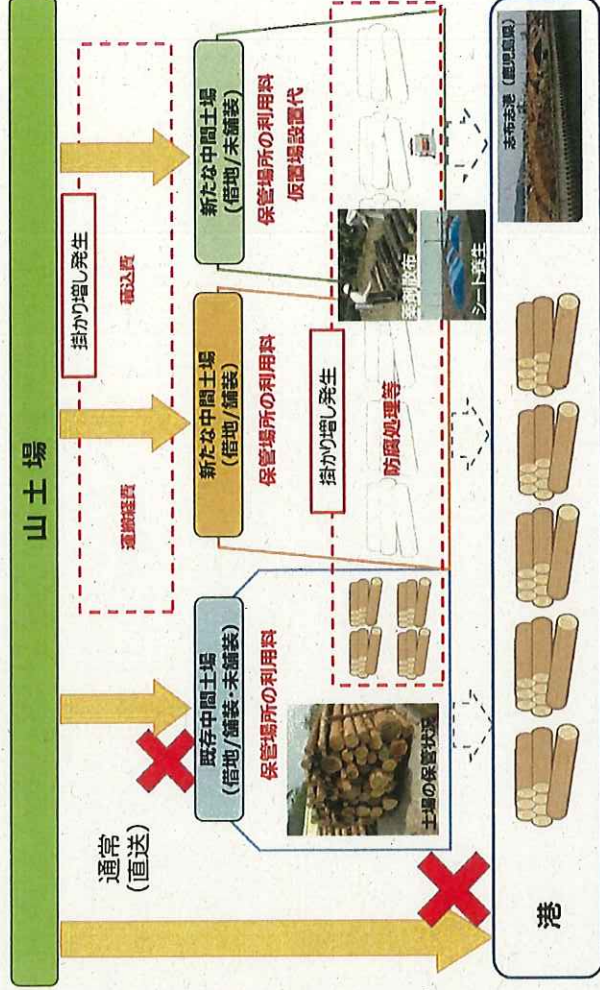 山土場
通常
(直送)
掛かり増し発生
運搬経費
積込費
既存中間土場
(借地/舗装・未舗装)
保管場所の利用料
土場の保管状況
新たな中間土場
(借地/舗装)
保管場所の利用料
新たな中間土場
(借地/未舗装)
保管場所の利用料
仮置場設置代
掛かり増し発生
防腐処理等
薬剤散布
シート養生
港
志布志港(鹿児島県)